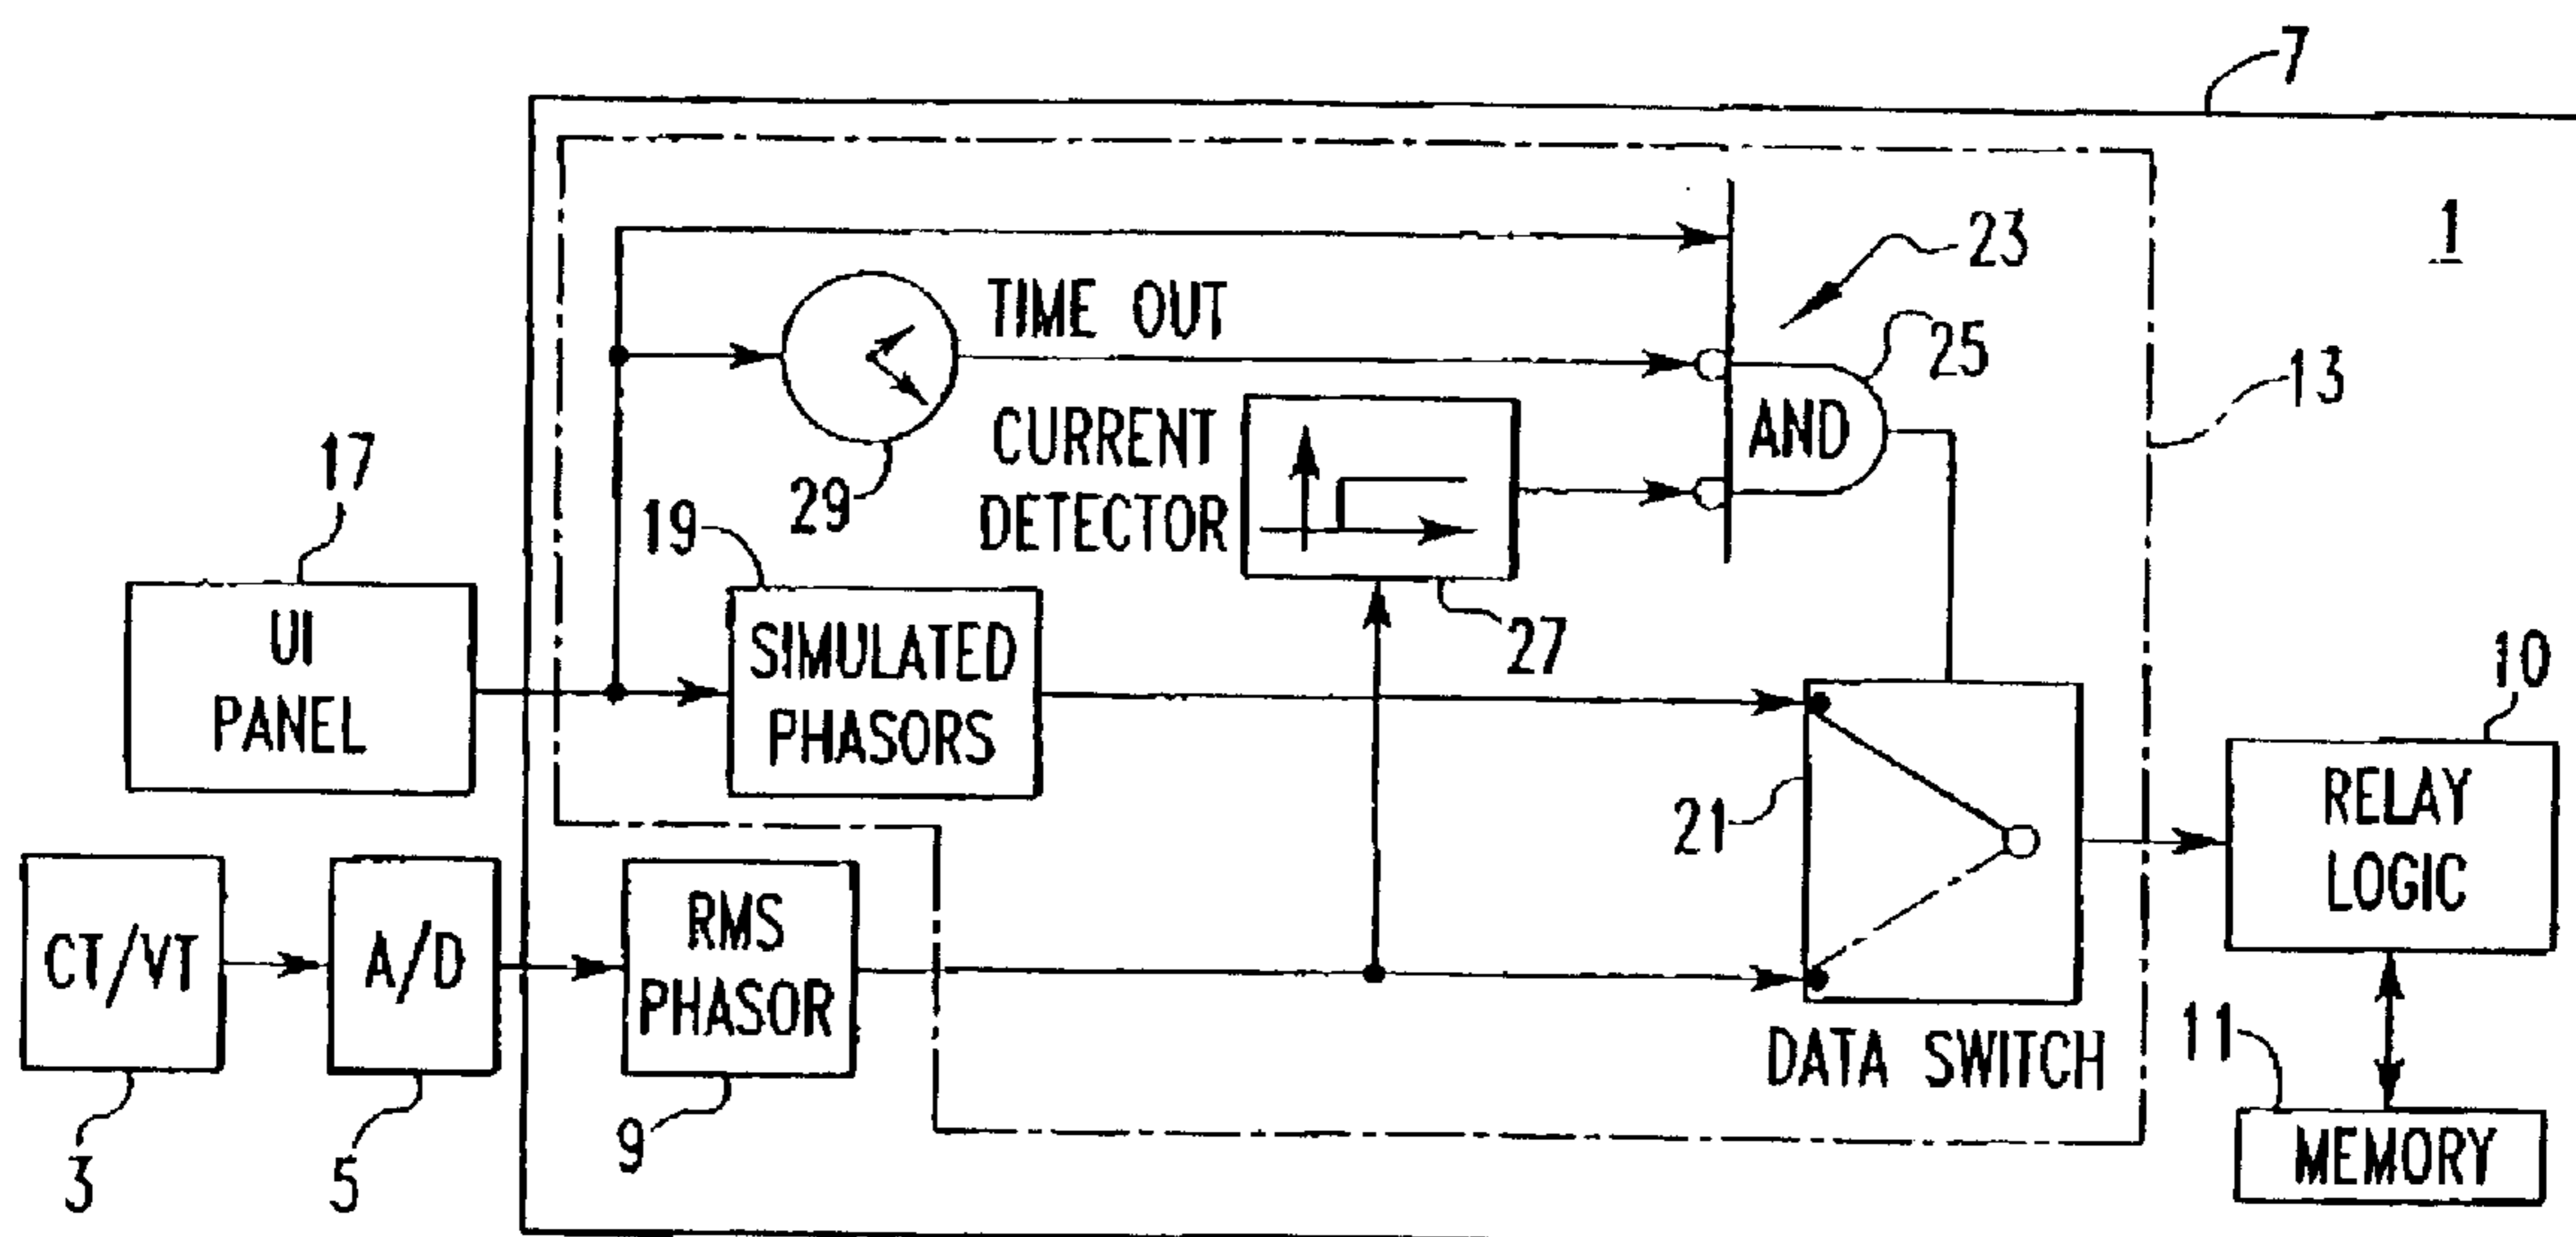 7
1
23
TIME OUT
25
13
CURRENT
DETECTOR
AND
17
29
19
27
UI
PANEL
SIMULATED
PHASORS
10
21
RELAY
LOGIC
CT/VT
A/D
RMS
PHASOR
DATA SWITCH
11
3
5
9
MEMORY